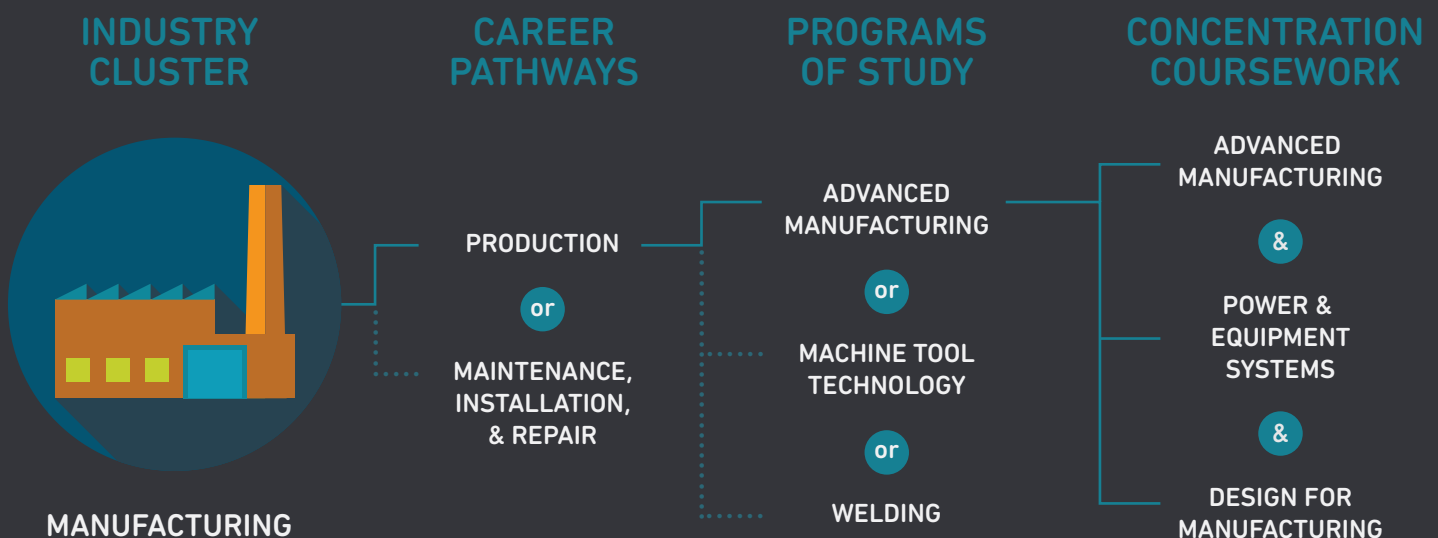 INDUSTRY
CLUSTER
MANUFACTURING
CAREER
PATHWAYS
PRODUCTION
or
MAINTENANCE,
INSTALLATION,
& REPAIR
PROGRAMS
OF STUDY
ADVANCED
MANUFACTURING
or
MACHINE TOOL
TECHNOLOGY
or
WELDING
CONCENTRATION
COURSEWORK
ADVANCED
MANUFACTURING
&
POWER &
EQUIPMENT
SYSTEMS
&
DESIGN FOR
MANUFACTURING